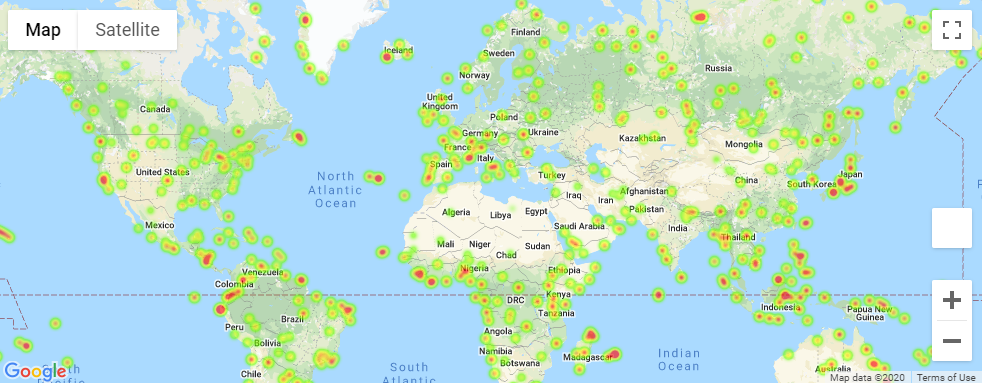 Map
Satellite
Iceland
Finland
Sweden
Russia
Norway
Canada
United
Kingdom
Poland
Germany
Ukraine
Kazakhstan
Mongolia
France
Italy
Spain
United States
Turkey
China
South Korea
Japan
North
Atlantic
Ocean
Afghanistan
Iraq
Iran
Pakistan
Algeria
Libya
Egypt
Saudi Arabia
India
Mexico
Thailand
Mali
Niger
Sudan
Chad
Nigeria
Ethiopia
Venezuela
Colombia
DRC
Kenya
Tanzania
Indonesia
Papua New
Guinea
Peru
Brazil
Angola
Bolivia
Namibia
Botswana
Madagascar
Indian
Ocean
South
Atlantic
Chile
Australia
Google
Map data ©2020
Terms of Use